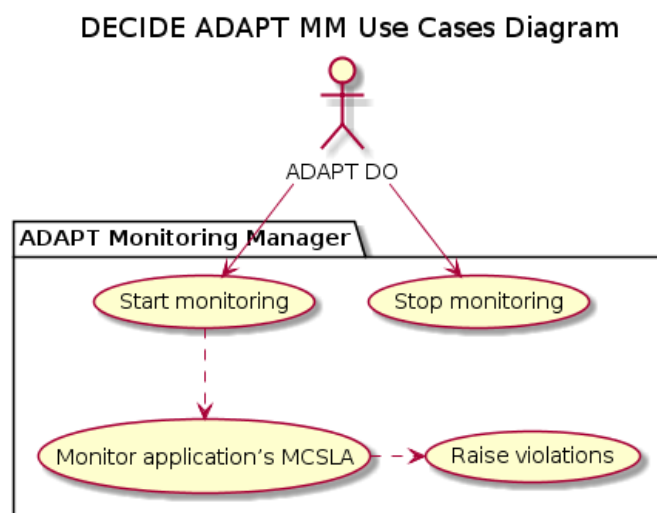 DECIDE ADAPT MM Use Cases Diagram
ADAPT DO
ADAPT Monitoring Manager
Start monitoring
Stop monitoring
Monitor application’s MCSLA
Raise violations